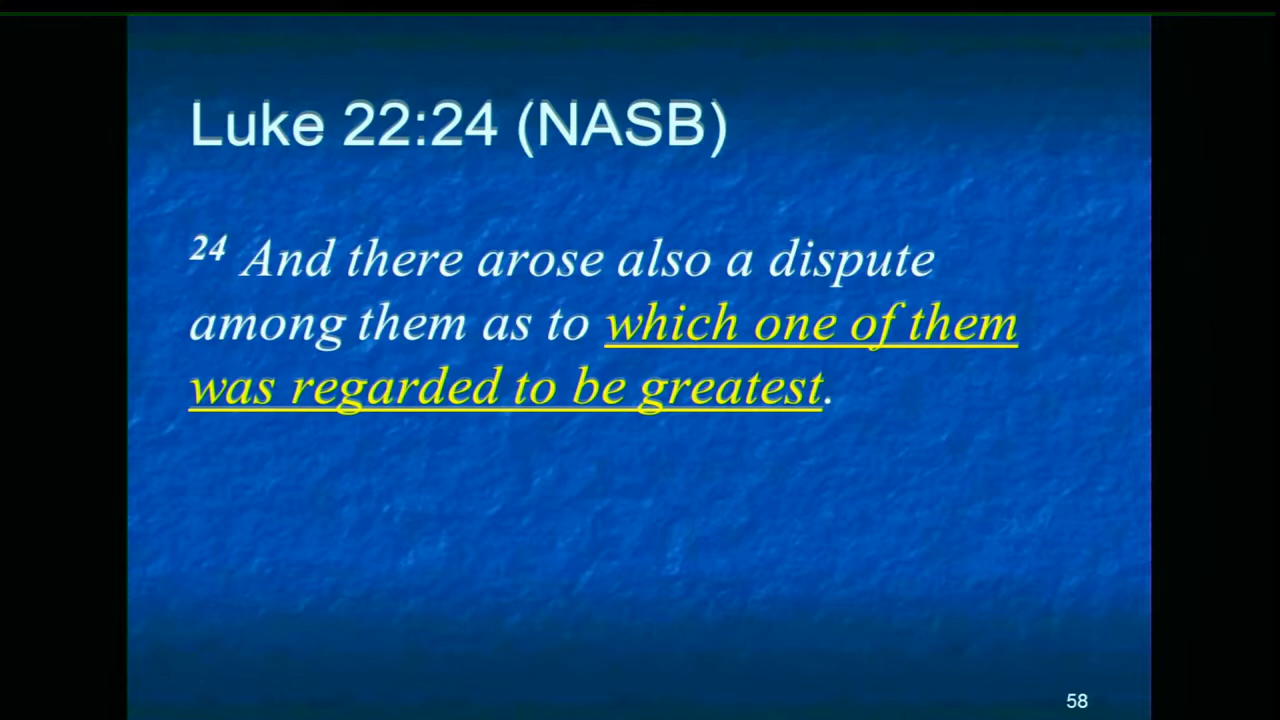 Luke 22:24 (NASB)
24 And there arose also a dispute
among them as to which one of them
was regarded to be greatest.
58